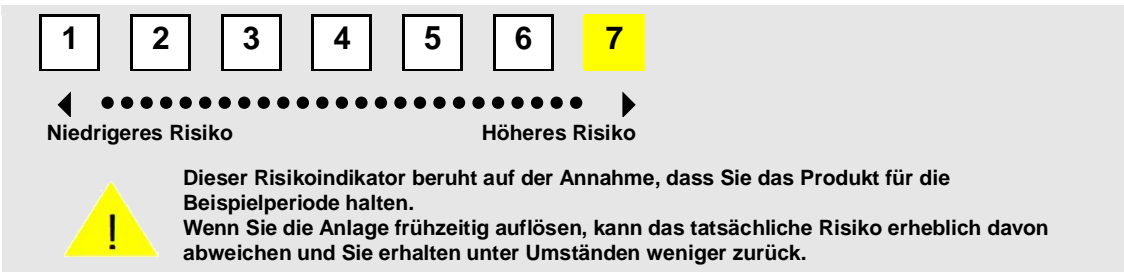 1 2 3 4 5 6 7
Niedrigeres Risiko Höheres Risiko
Dieser Risikoindikator beruht auf der Annahme, dass Sie das Produkt für die
Beispielperiode halten.
Wenn Sie die Anlage frühzeitig auflösen, kann das tatsächliche Risiko erheblich davon
abweichen und Sie erhalten unter Umständen weniger zurück.
!